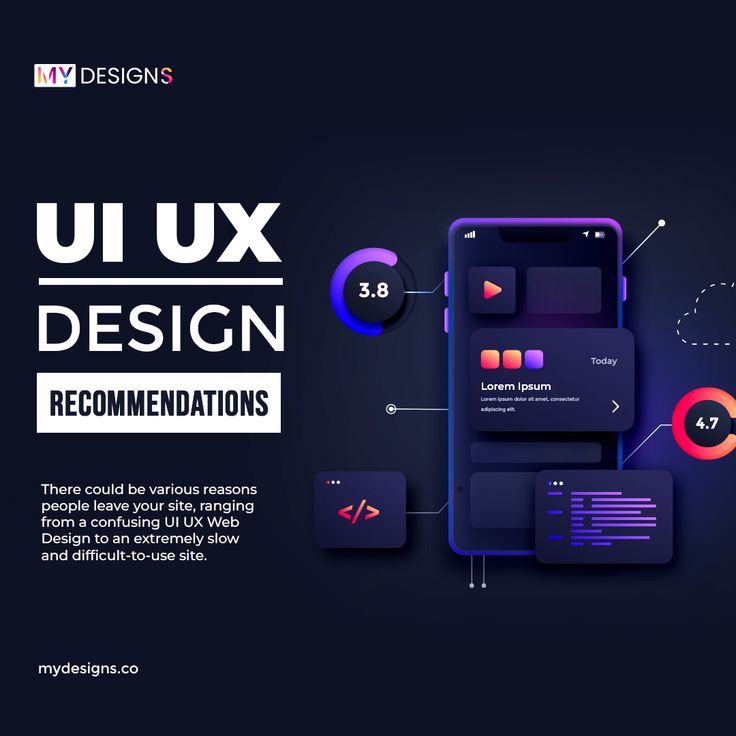 MY DESIGNS
UI UX
DESIGN
RECOMMENDATIONS
There could be various reasons
people leave your site, ranging
from a confusing UI UX Web
Design to an extremely slow
and difficult-to-use site.
mydesigns.co
3.8
Today
Lorem Ipsum
Lorem ipsum dolor sit amet, consectetur
adipiscing elit.
4.7
</>